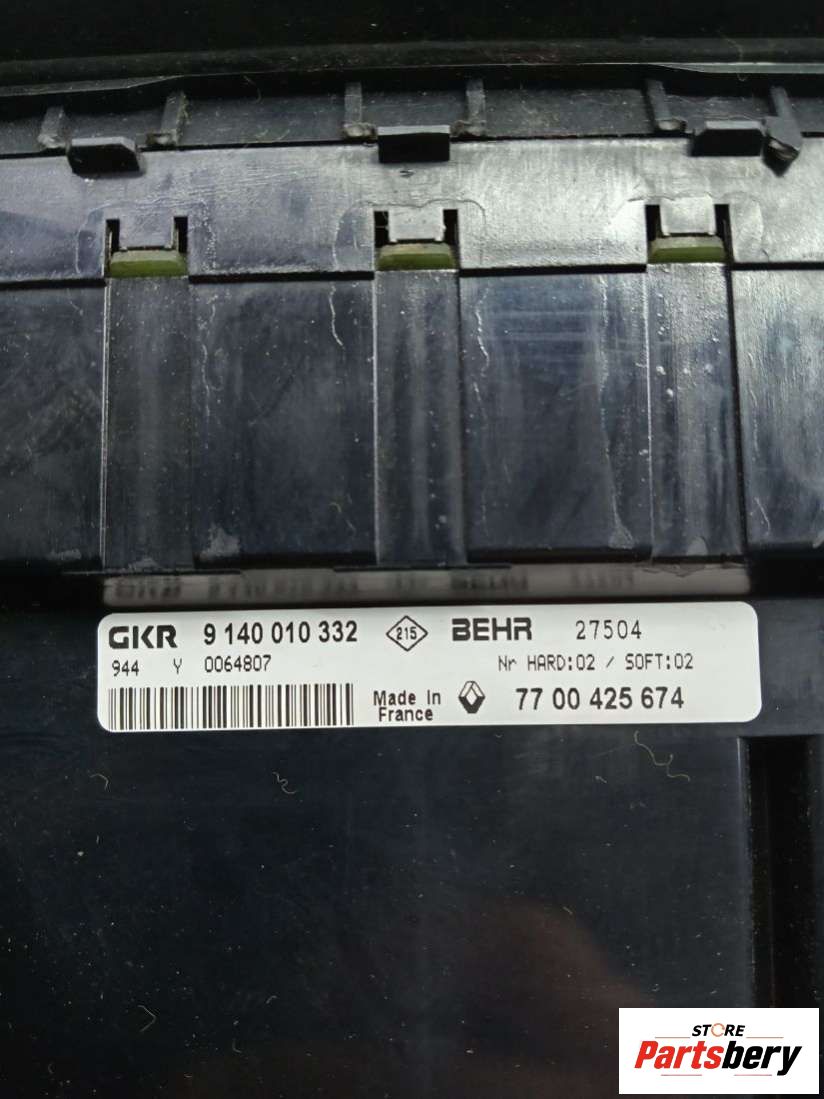 GKR 9 140 010 332 215 BEHR 27504
944 Y 0064807 Nr HARD:02 / SOFT:02
Made In France 77 00 425 674
STORE
Partsbery